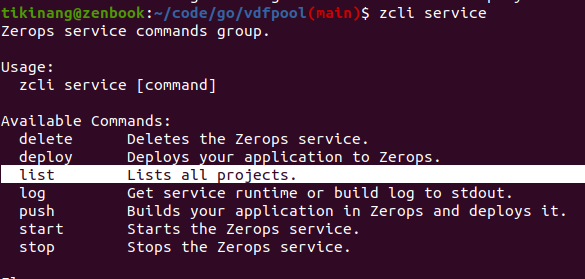 tikinang@zenbook:~/code/go/vdfpool(main)$ zcli service
Zerops service commands group.
Usage:
zcli service [command]
Available Commands:
delete Deletes the Zerops service.
deploy Deploys your application to Zerops.
list Lists all projects.
log Get service runtime or build log to stdout.
push Builds your application in Zerops and deploys it.
start Starts the Zerops service.
stop Stops the Zerops service.